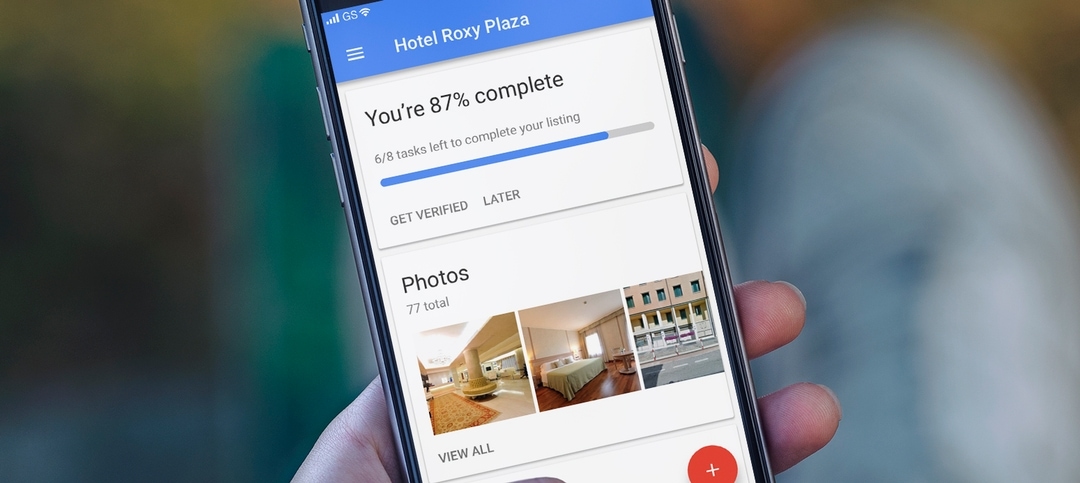 GS
Hotel Roxy Plaza
You're 87% complete
6/8 tasks left to complete your listing
GET VERIFIED LATER
Photos
77 total
VIEW ALL